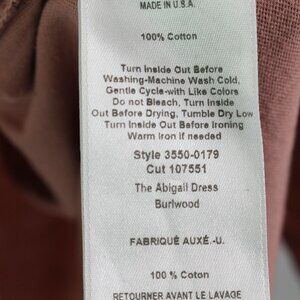 MADE IN U.S.A.
100% Cotton
Turn Inside Out Before
Washing-Machine Wash Cold,
Gentle Cycle-with Like Colors
Do not Bleach, Turn Inside
Out Before Drying, Tumble Dry Low
Turn Inside Out Before Ironing
Warm Iron if needed
Style 3550-0179
Cut 107551
The Abigail Dress
Burlwood
FABRIQUÉ AUXÉ.-U.
100 % Coton
RETOURNER AVANT LE LAVAGE